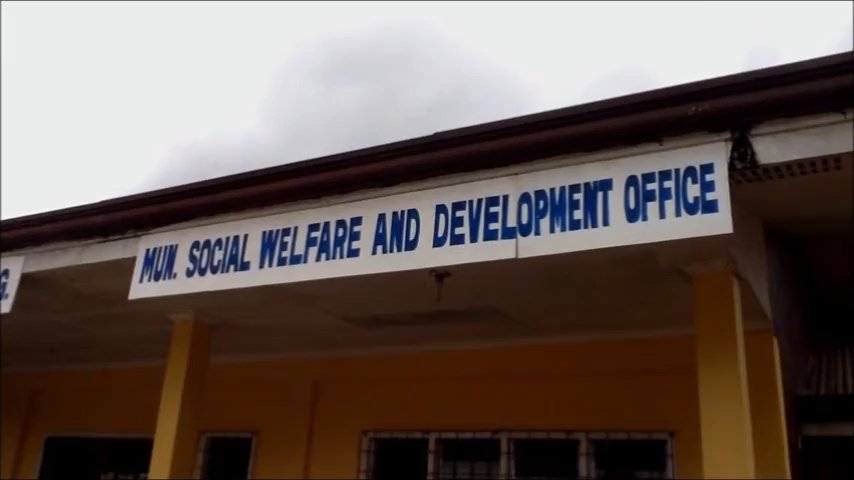 G.
MUN. SOCIAL WELFARE AND DEVELOPMENT OFFICE